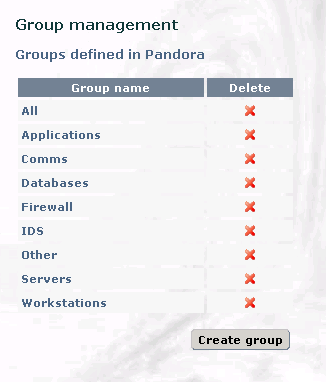 Group management
Groups defined in Pandora
Group name Delete
All
Applications
Comms
Databases
Firewall
IDS
Other
Servers
Workstations
Create group